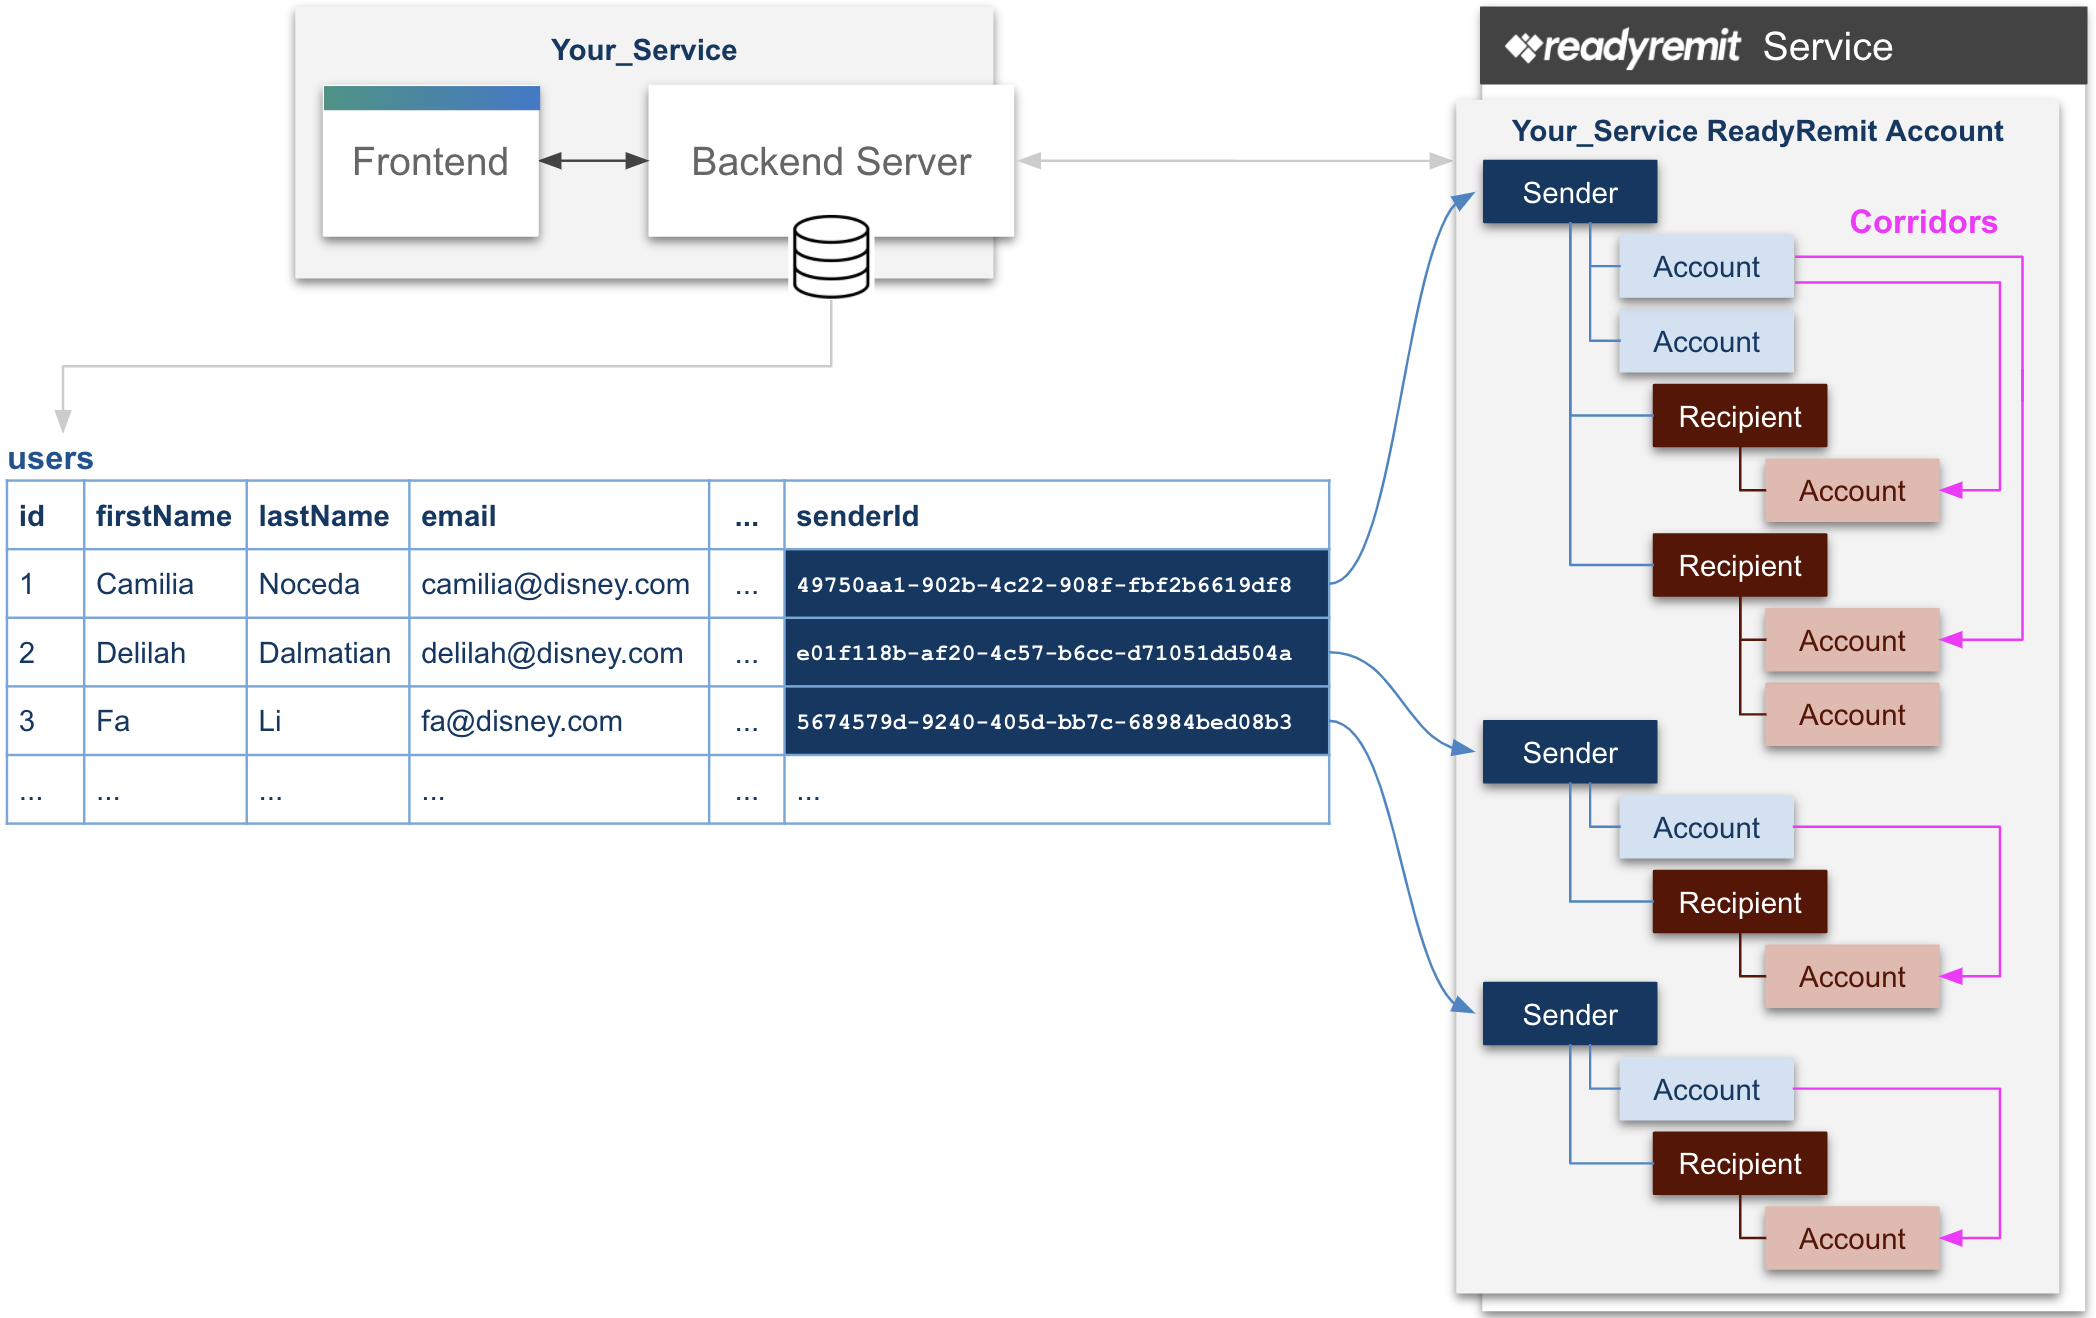 Your_Service
Frontend
Backend Server
readyremit Service
Your_Service ReadyRemit Account
Corridors
Sender
Account
Account
Recipient
Account
Recipient
Account
Account
Sender
Account
Recipient
Account
Sender
Account
Recipient
Account
users
id firstName lastName email ... senderId
1 Camilia Noceda camilia@disney.com ... 49750aa1-902b-4c22-908f-fbf2b6619df8
2 Delilah Dalmatian delilah@disney.com ... e01f118b-af20-4c57-b6cc-d71051dd504a
3 Fa Li fa@disney.com ... 5674579d-9240-405d-bb7c-68984bed08b3
... ... ... ... ... ...